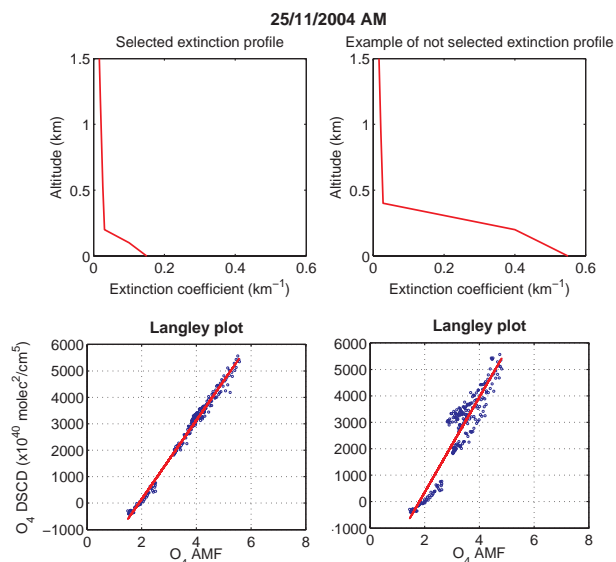 25/11/2004 AM
Selected extinction profile
Example of not selected extinction profile
1.5
1
0.5
0
Altitude (km)
0 0.2 0.4 0.6
Extinction coefficient (km⁻¹)
1.5
1
0.5
0
Altitude (km)
0 0.2 0.4 0.6
Extinction coefficient (km⁻¹)
Langley plot
6000
5000
4000
3000
2000
1000
0
−1000
O₄ DSCD (x10⁴⁰ molec²/cm⁵)
0 2 4 6 8
O₄ AMF
Langley plot
6000
5000
4000
3000
2000
1000
0
-1000
0 2 4 6 8
O₄ AMF